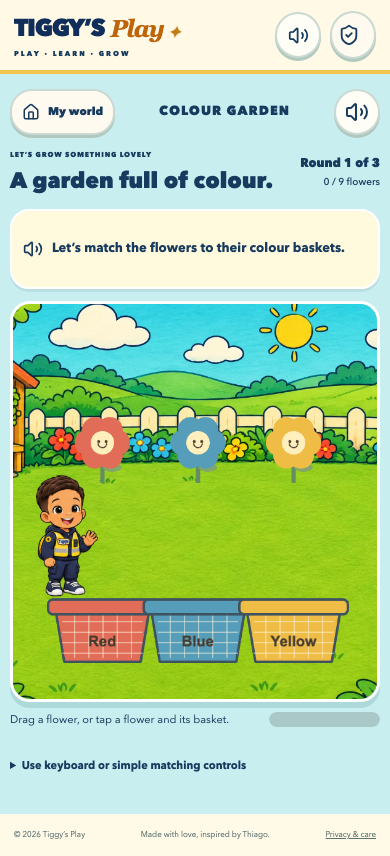 TIGGY'S Play
PLAY • LEARN • GROW
My world
COLOUR GARDEN
LET'S GROW SOMETHING LOVELY
A garden full of colour.
Round 1 of 3
0 / 9 flowers
Let's match the flowers to their colour baskets.
Red
Blue
Yellow
Drag a flower, or tap a flower and its basket.
Use keyboard or simple matching controls
© 2026 Tiggy's Play
Made with love, inspired by Thiago.
Privacy & care